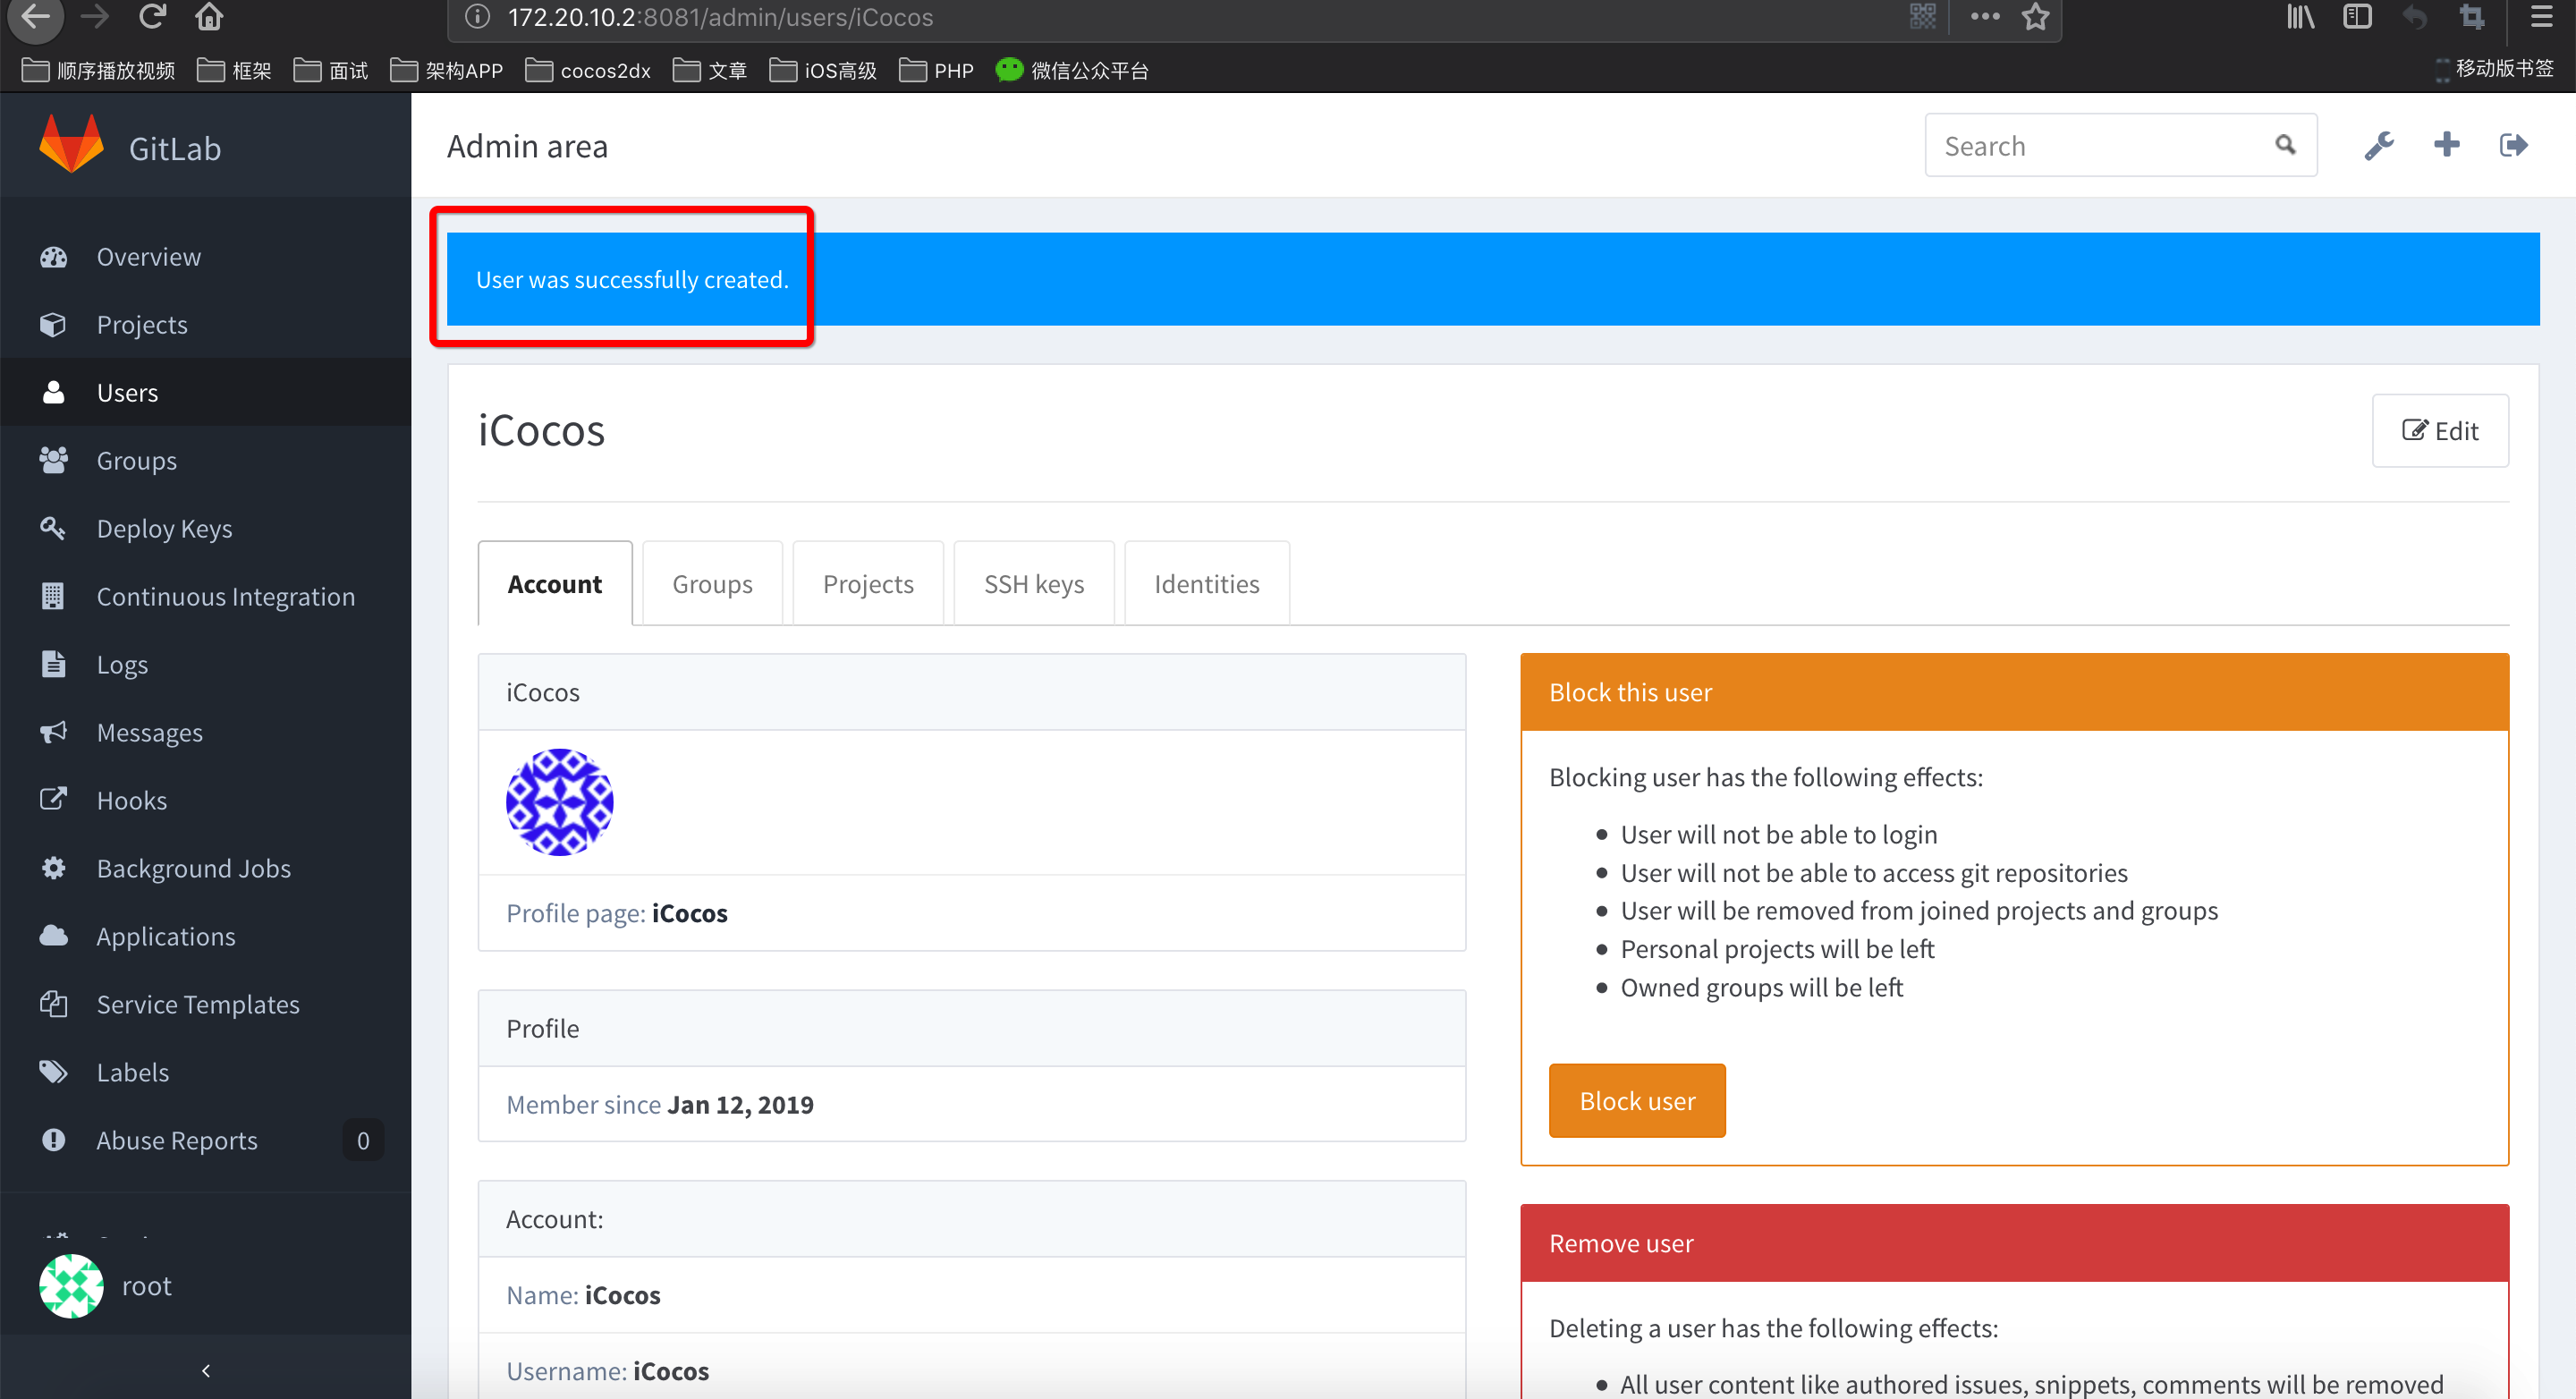 172.20.10.2:8081/admin/users/iCocos
顺序播放视频 框架 面试 架构APP cocos2dx 文章 iOS高级 PHP 微信公众平台 移动版书签
GitLab
Admin area
Search
Overview
Projects
Users
Groups
Deploy Keys
Continuous Integration
Logs
Messages
Hooks
Background Jobs
Applications
Service Templates
Labels
Abuse Reports 0
root
User was successfully created.
iCocos
Edit
Account Groups Projects SSH keys Identities
iCocos
Profile page: iCocos
Profile
Member since Jan 12, 2019
Account:
Name: iCocos
Username: iCocos
Block this user
Blocking user has the following effects:
User will not be able to login
User will not be able to access git repositories
User will be removed from joined projects and groups
Personal projects will be left
Owned groups will be left
Block user
Remove user
Deleting a user has the following effects:
All user content like authored issues, snippets, comments will be removed